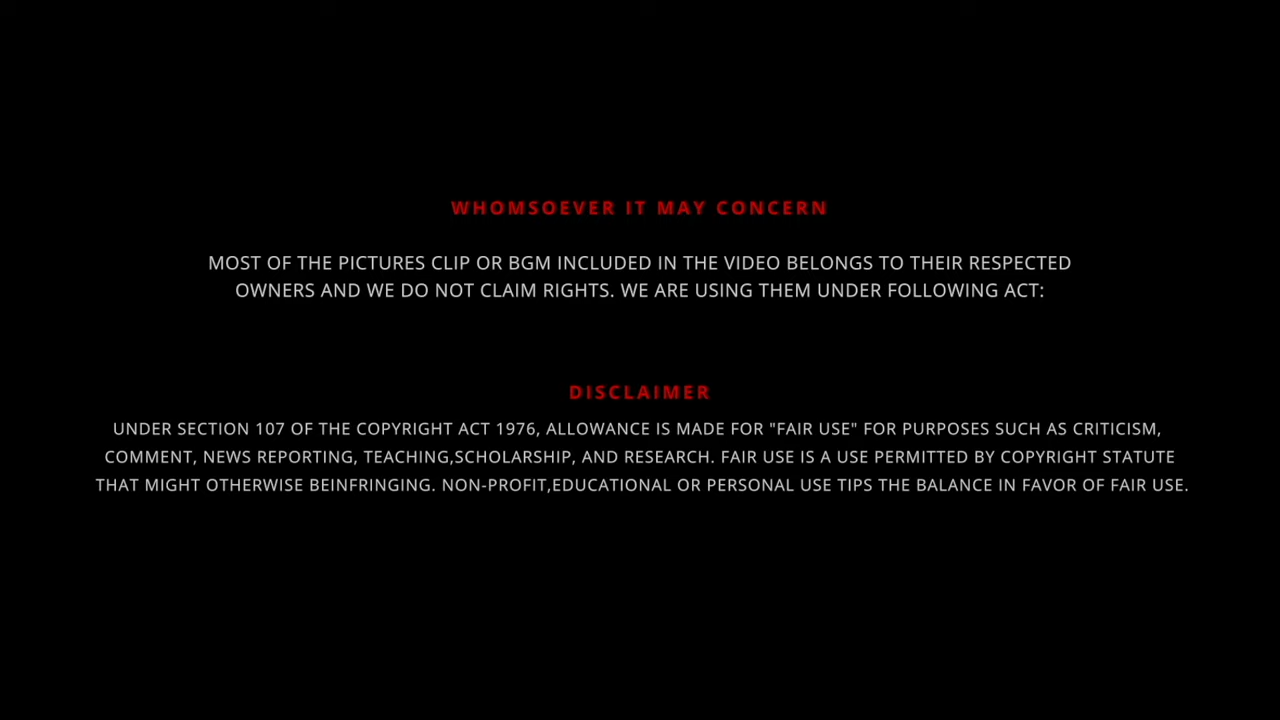 WHOMSOEVER IT MAY CONCERN
MOST OF THE PICTURES CLIP OR BGM INCLUDED IN THE VIDEO BELONGS TO THEIR RESPECTED
OWNERS AND WE DO NOT CLAIM RIGHTS. WE ARE USING THEM UNDER FOLLOWING ACT:
DISCLAIMER
UNDER SECTION 107 OF THE COPYRIGHT ACT 1976, ALLOWANCE IS MADE FOR "FAIR USE" FOR PURPOSES SUCH AS CRITICISM,
COMMENT, NEWS REPORTING, TEACHING,SCHOLARSHIP, AND RESEARCH. FAIR USE IS A USE PERMITTED BY COPYRIGHT STATUTE
THAT MIGHT OTHERWISE BEINFRINGING. NON-PROFIT,EDUCATIONAL OR PERSONAL USE TIPS THE BALANCE IN FAVOR OF FAIR USE.